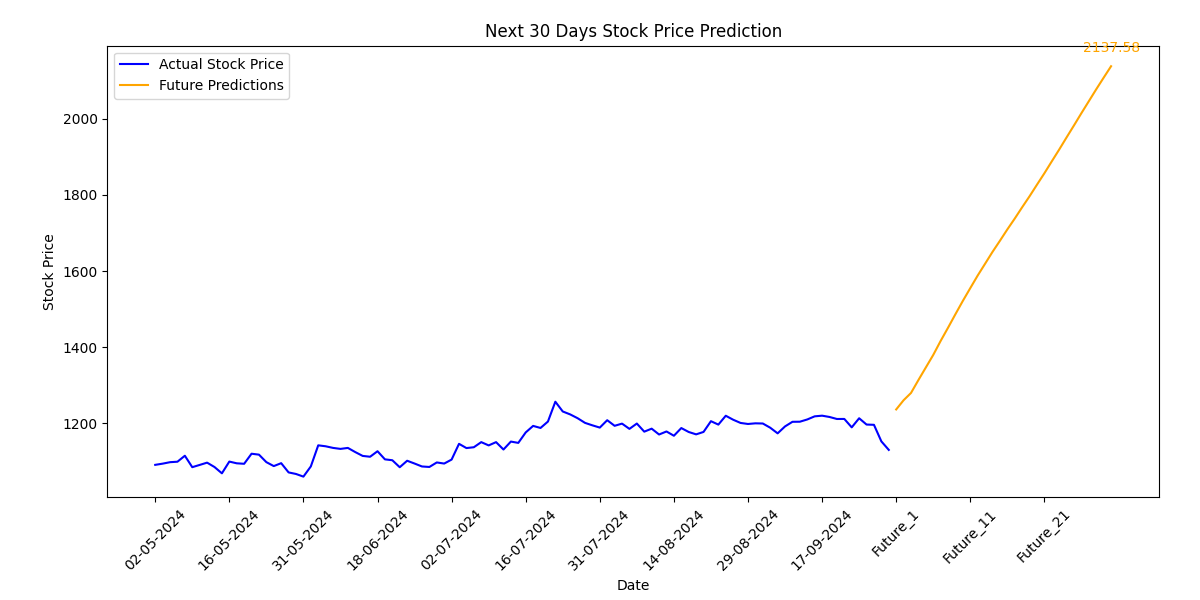 Next 30 Days Stock Price Prediction
2137.58
Actual Stock Price
Future Predictions
2000
1800
1600
1400
1200
Stock Price
02-05-2024
16-05-2024
31-05-2024
18-06-2024
02-07-2024
16-07-2024
31-07-2024
14-08-2024
29-08-2024
17-09-2024
Future_1
Future_11
Future_21
Date